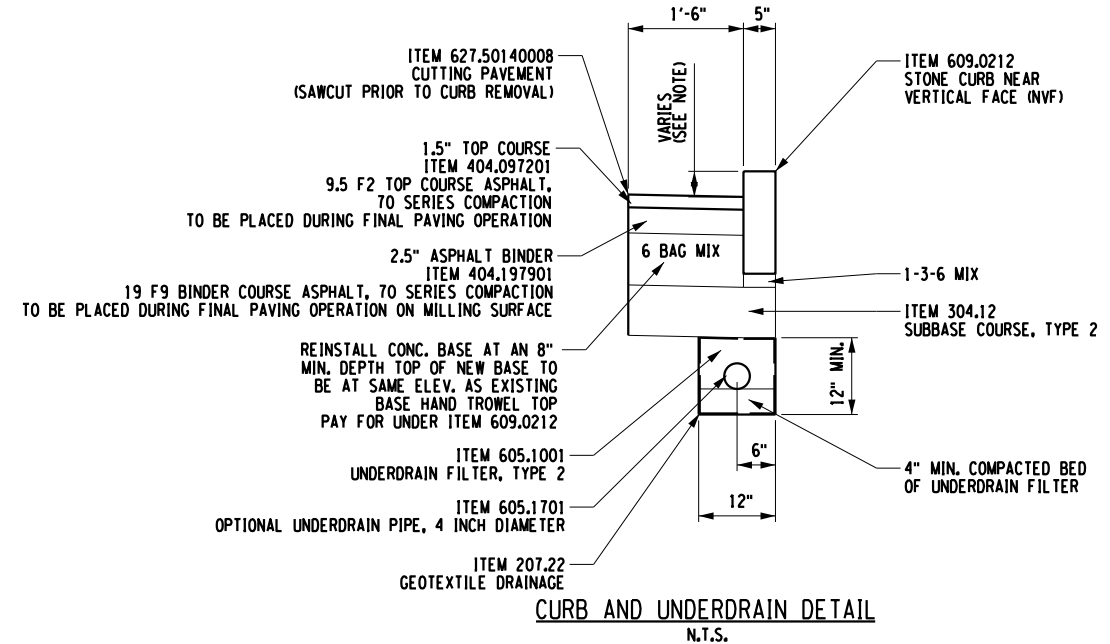 1'-6"
5"
ITEM 627.50140008
CUTTING PAVEMENT
(SAWCUT PRIOR TO CURB REMOVAL)
VARIES
(SEE NOTE)
ITEM 609.0212
STONE CURB NEAR
VERTICAL FACE (NVF)
1.5" TOP COURSE
ITEM 404.097201
9.5 F2 TOP COURSE ASPHALT,
70 SERIES COMPACTION
TO BE PLACED DURING FINAL PAVING OPERATION
2.5" ASPHALT BINDER
ITEM 404.197901
19 F9 BINDER COURSE ASPHALT, 70 SERIES COMPACTION
TO BE PLACED DURING FINAL PAVING OPERATION ON MILLING SURFACE
6 BAG MIX
1-3-6 MIX
ITEM 304.12
SUBBASE COURSE, TYPE 2
REINSTALL CONC. BASE AT AN 8"
MIN. DEPTH TOP OF NEW BASE TO
BE AT SAME ELEV. AS EXISTING
BASE HAND TROWEL TOP
PAY FOR UNDER ITEM 609.0212
12" MIN.
ITEM 605.1001
UNDERDRAIN FILTER, TYPE 2
6"
4" MIN. COMPACTED BED
OF UNDERDRAIN FILTER
12"
ITEM 605.1701
OPTIONAL UNDERDRAIN PIPE, 4 INCH DIAMETER
ITEM 207.22
GEOTEXTILE DRAINAGE
CURB AND UNDERDRAIN DETAIL
N.T.S.